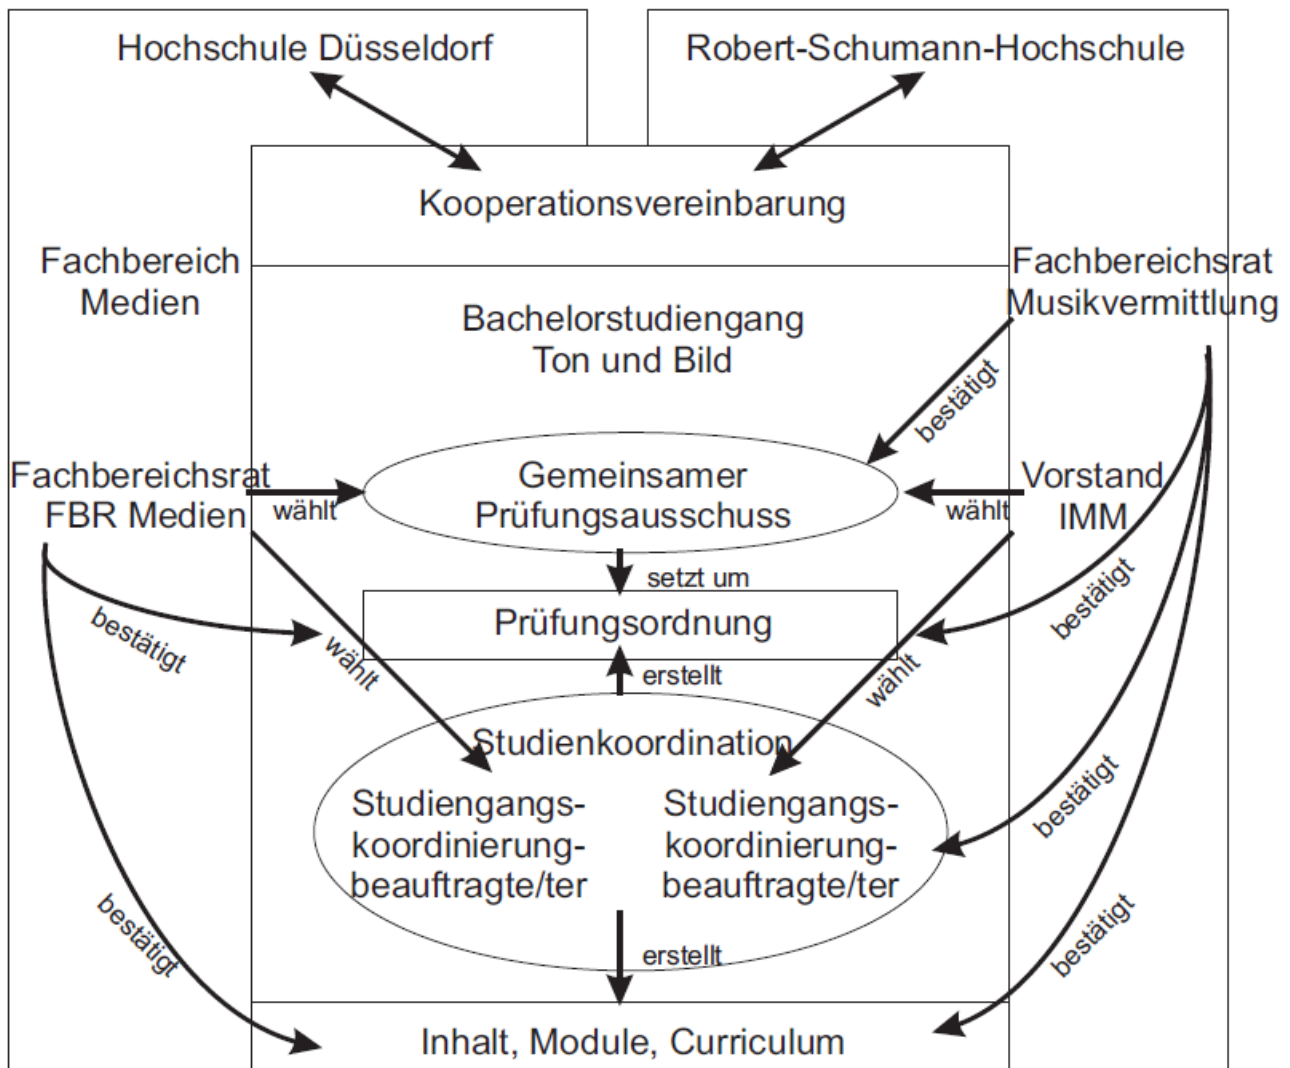 Hochschule Düsseldorf
Robert-Schumann-Hochschule
Kooperationsvereinbarung
Fachbereich
Medien
Fachbereichsrat
Musikvermittlung
Bachelorstudiengang
Ton und Bild
bestätigt
Fachbereichsrat
FBR Medien
wählt
Gemeinsamer
Prüfungsausschuss
wählt
Vorstand
IMM
setzt um
bestätigt
Prüfungsordnung
bestätigt
wählt
erstellt
wählt
Studienkoordination
Studiengangs-
koordinierung-
beauftragte/ter
Studiengangs-
koordinierung-
beauftragte/ter
bestätigt
bestätigt
erstellt
bestätigt
Inhalt, Module, Curriculum